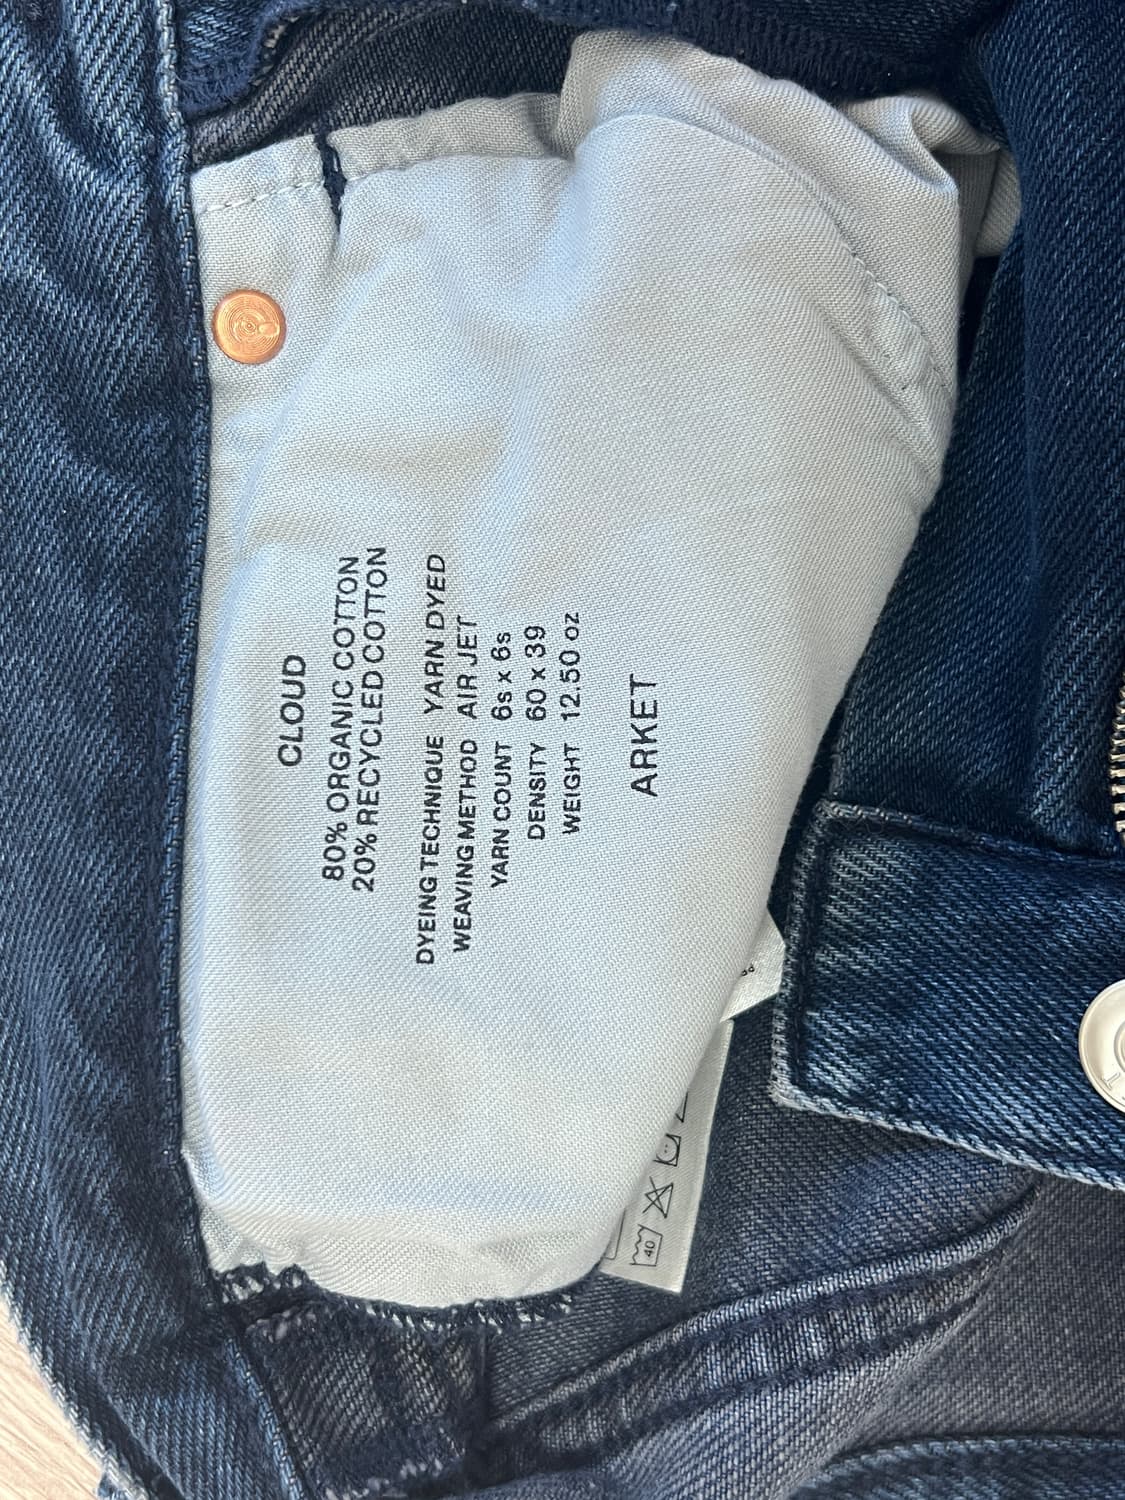 CLOUD
80% ORGANIC COTTON
20% RECYCLED COTTON
DYEING TECHNIQUE YARN DYED
WEAVING METHOD AIR JET
YARN COUNT 6s x 6s
DENSITY 60 x 39
WEIGHT 12.50 oz
ARKET
40